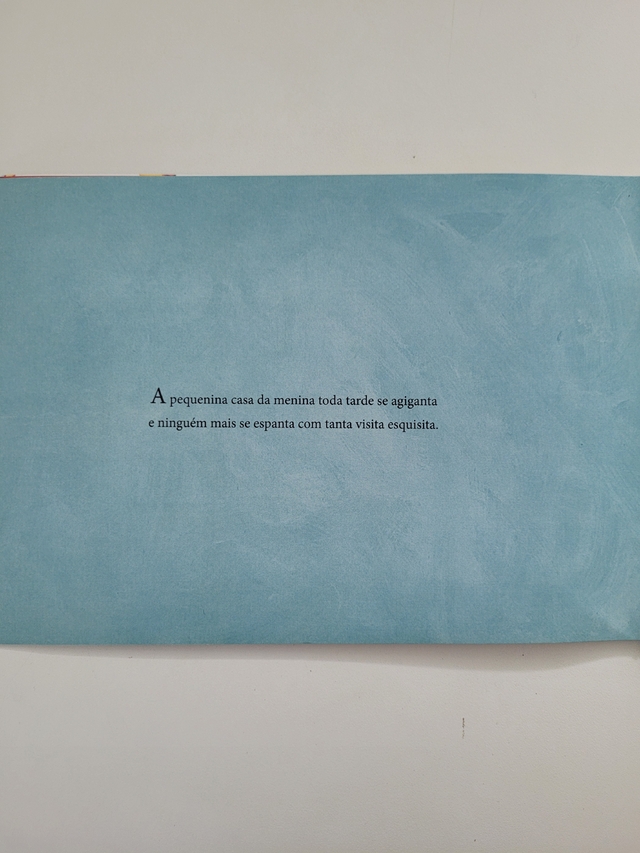 A pequenina casa da menina toda tarde se agiganta
e ninguém mais se espanta com tanta visita esquisita.